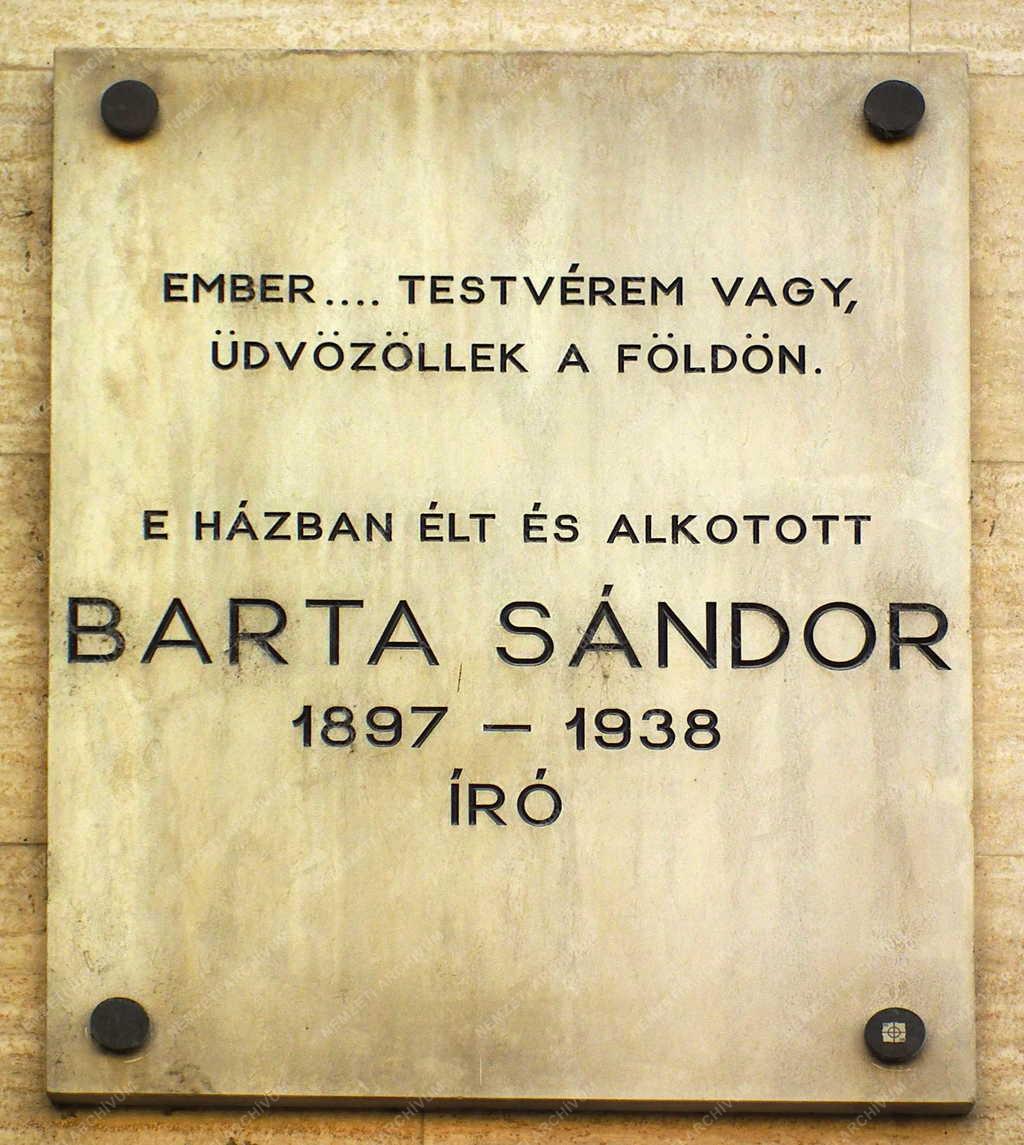 EMBER.... TESTVÉREM VAGY,
ÜDVÖZÖLLEK A FÖLDÖN.
E HÁZBAN ÉLT ÉS ALKOTOTT
BARTA SÁNDOR
1897 – 1938
ÍRÓ